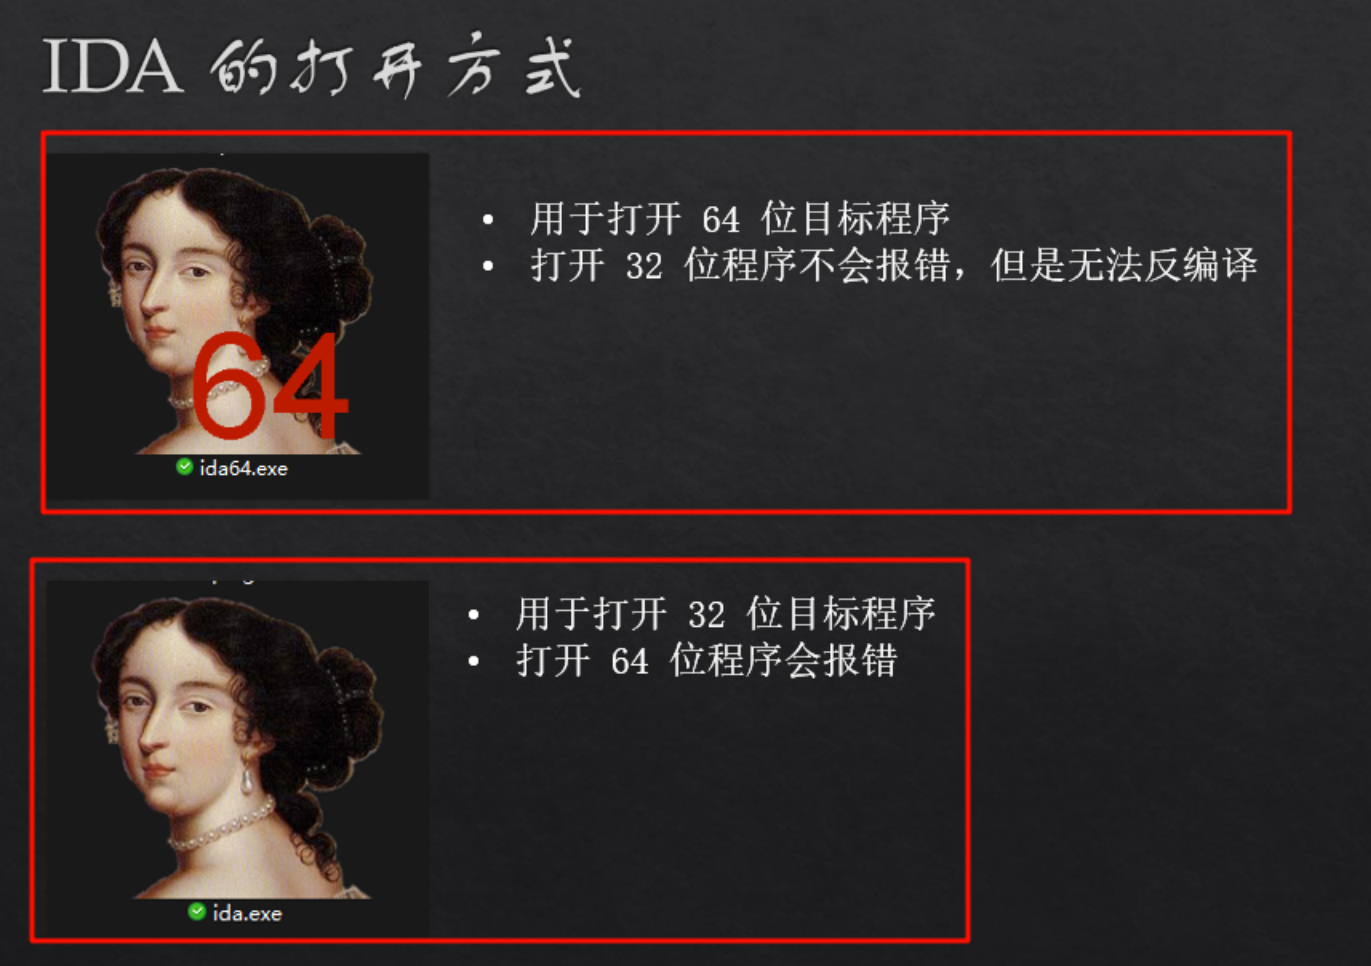 IDA 的打开方式
• 用于打开 64 位目标程序
• 打开 32 位程序不会报错，但是无法反编译
64
ida64.exe
• 用于打开 32 位目标程序
• 打开 64 位程序会报错
ida.exe